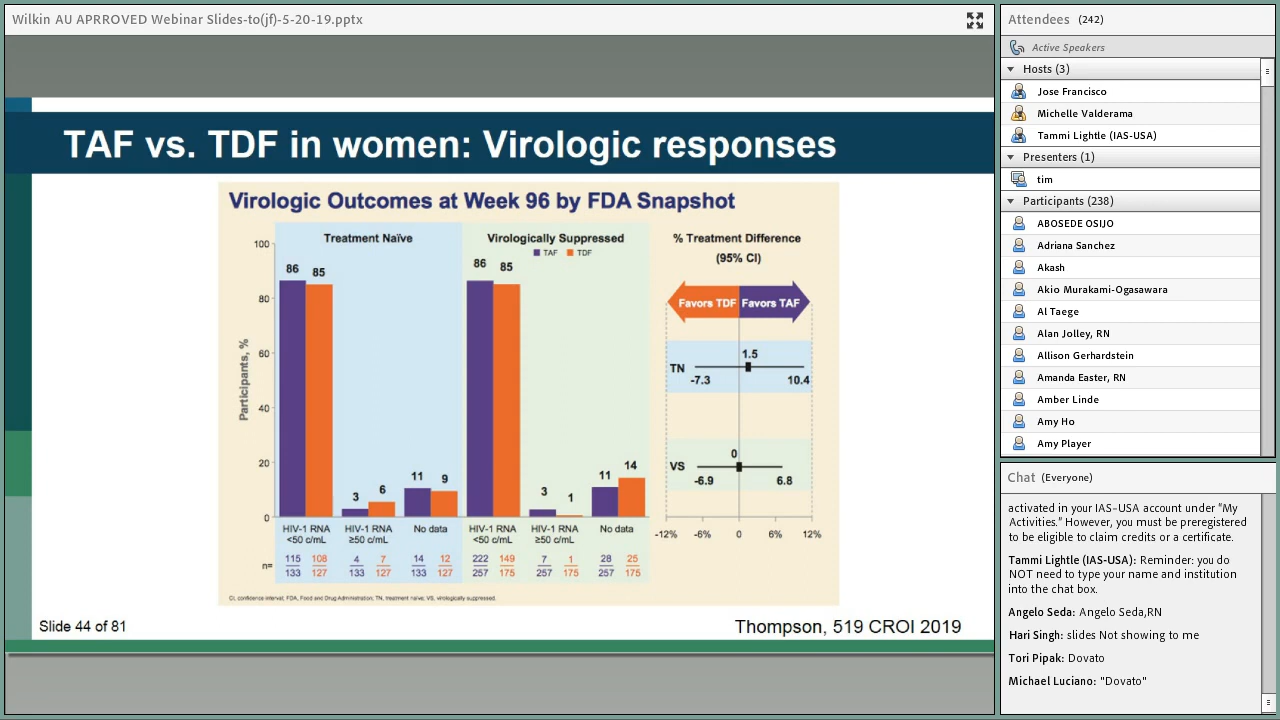 Wilkin AU APRROVED Webinar Slides-to(jf)-5-20-19.pptx
TAF vs. TDF in women: Virologic responses
Virologic Outcomes at Week 96 by FDA Snapshot
Treatment Naïve
Virologically Suppressed
TAF TDF
% Treatment Difference
(95% CI)
Participants, %
100
80
60
40
20
0
86 85
3 6
11 9
86 85
3 1
11 14
HIV-1 RNA
<50 c/mL
HIV-1 RNA
≥50 c/mL
No data
HIV-1 RNA
<50 c/mL
HIV-1 RNA
≥50 c/mL
No data
n= 115 108 4 7 14 12 222 149 7 1 28 25
133 127 133 127 133 127 257 175 257 175 257 175
Favors TDF Favors TAF
TN
1.5
-7.3 10.4
VS
0
-6.9 6.8
-12% -6% 0 6% 12%
CI, confidence interval; FDA, Food and Drug Administration; TN, treatment naïve; VS, virologically suppressed.
Slide 44 of 81
Thompson, 519 CROI 2019
Attendees (242)
Active Speakers
Hosts (3)
Jose Francisco
Michelle Valderama
Tammi Lightle (IAS-USA)
Presenters (1)
tim
Participants (238)
ABOSEDE OJO
Adriana Sanchez
Akash
Akio Murakami-Ogasawara
Al Taege
Alan Jolley, RN
Allison Gerbenstein
Amanda Easler, RN
Amber Linde
Amy Ho
Amy Player
Chat (Everyone)
activated in your IAS-USA account under "My
Activities." However, you must be preregistered
to be eligible to claim credits or a certificate.
Tammi Lightle (IAS-USA): Reminder: you do
NOT need to type your name and institution
into the chat box
Angelo Seda: Angelo Seda,RN
Hari Singh: slides Not showing to me
Tori Pipak: Dovato
Michael Luciano: "Dovato"